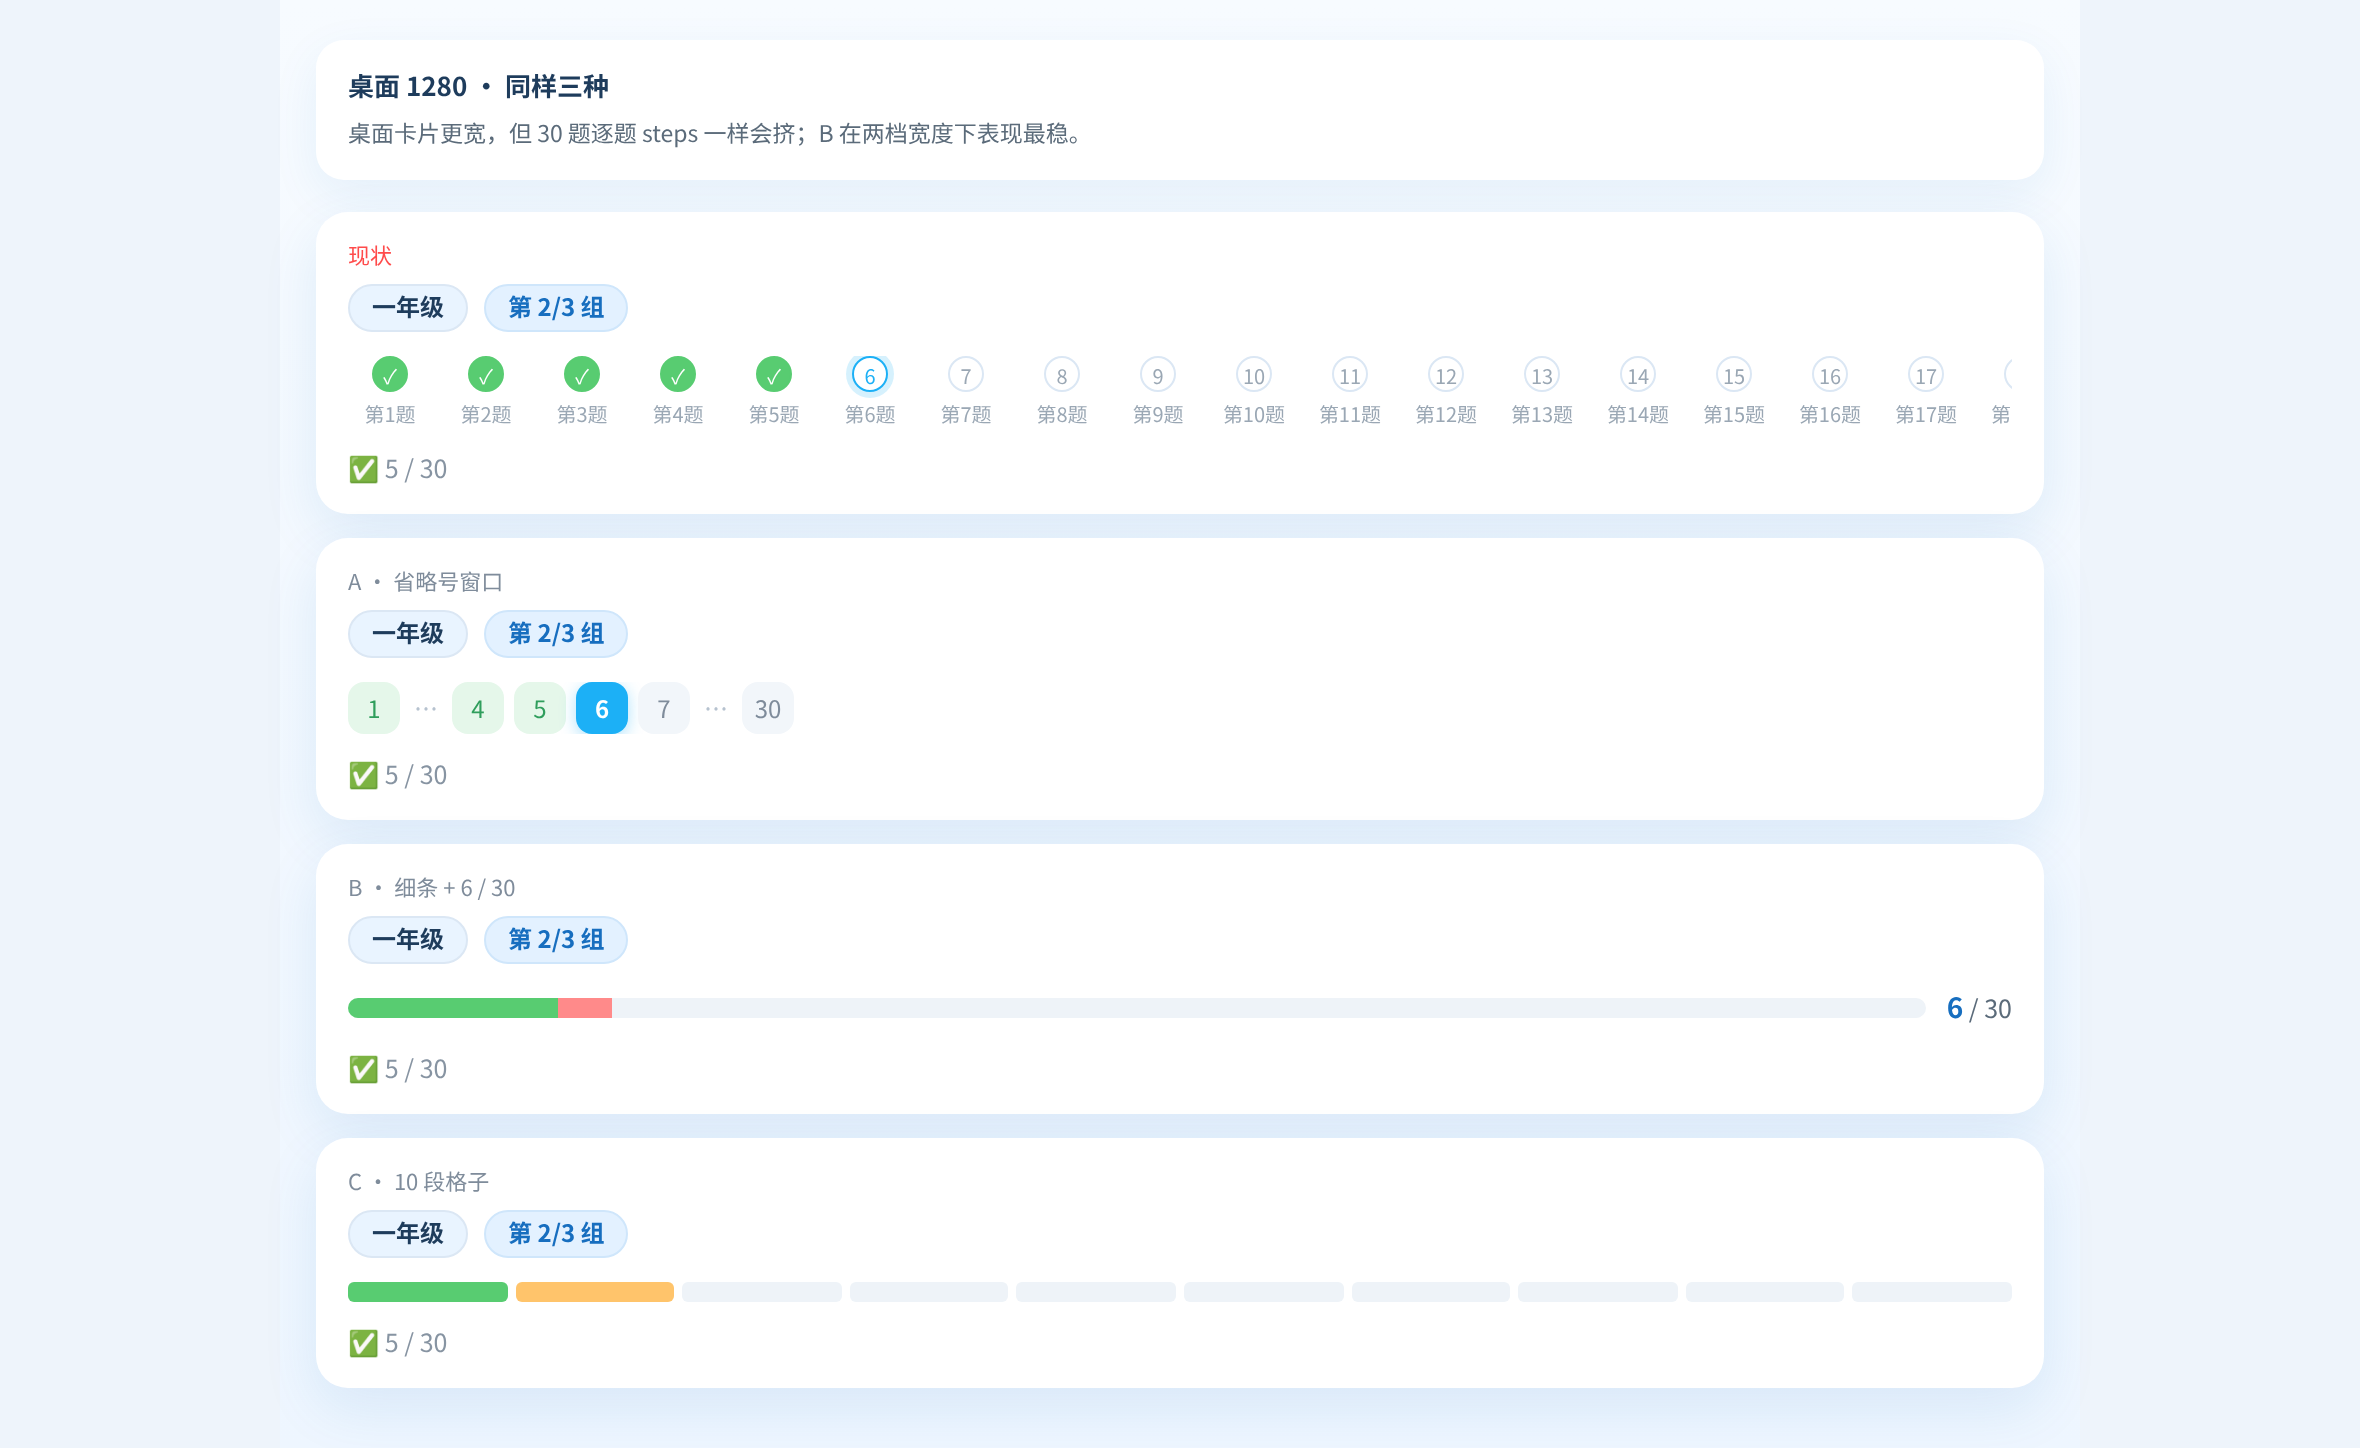 桌面 1280 · 同样三种
桌面卡片更宽，但 30 题逐题 steps 一样会挤；B 在两档宽度下表现最稳。
现状
一年级 第 2/3 组
✓ ✓ ✓ ✓ ✓ 6 7 8 9 10 11 12 13 14 15 16 17
第1题 第2题 第3题 第4题 第5题 第6题 第7题 第8题 第9题 第10题 第11题 第12题 第13题 第14题 第15题 第16题 第17题 第
✅ 5 / 30
A · 省略号窗口
一年级 第 2/3 组
1 ··· 4 5 6 7 ··· 30
✅ 5 / 30
B · 细条 + 6 / 30
一年级 第 2/3 组
6 / 30
✅ 5 / 30
C · 10 段格子
一年级 第 2/3 组
✅ 5 / 30